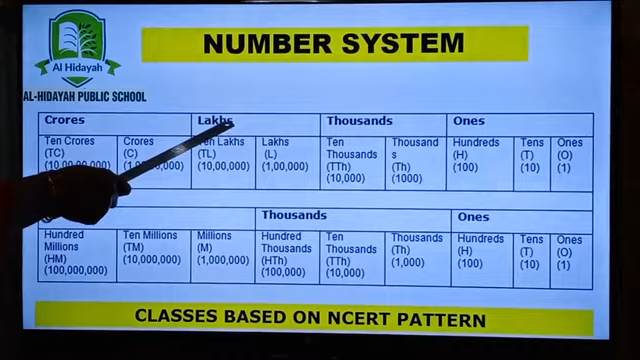 NUMBER SYSTEM
Al Hidayah
AL-HIDAYAH PUBLIC SCHOOL
Crores Lakhs Thousands Ones
Ten Crores Crores Ten Lakhs Lakhs Ten Thousand Hundreds Tens Ones
(TC) (C) (TL) (L) Thousands s (H) (T) (O)
(10,00,00,000) (10,00,000) (1,00,000) (TTh) (Th) (100) (10) (1)
(10,000) (1000)
Thousands Ones
Hundred Ten Millions Millions Hundred Ten Thousands Hundreds Tens Ones
Millions (TM) (M) Thousands Thousands (Th) (H) (T) (O)
(HM) (10,000,000) (1,000,000) (HTh) (TTh) (1,000) (100) (10) (1)
(100,000,000) (100,000) (10,000)
CLASSES BASED ON NCERT PATTERN